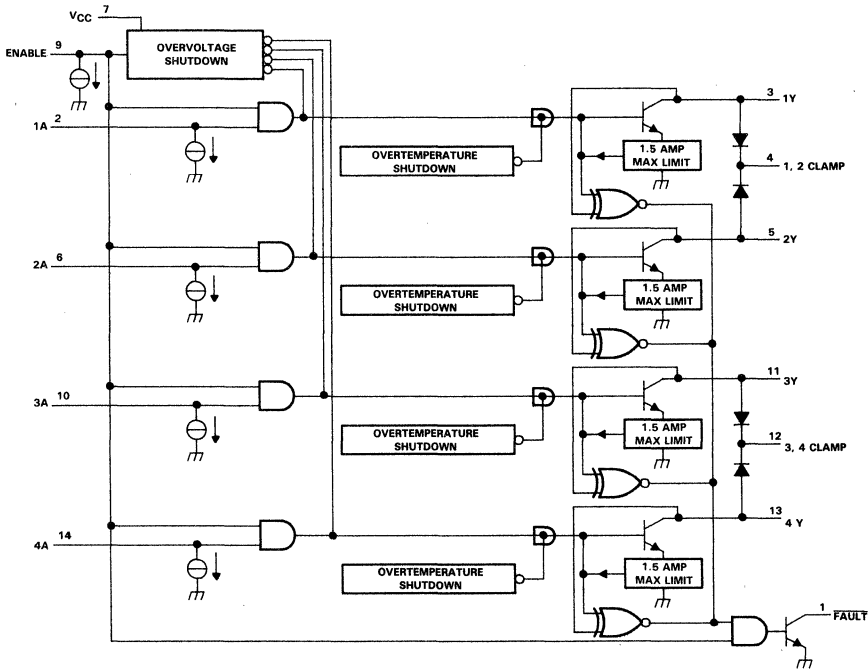 VCC 7
ENABLE 9
OVERVOLTAGE
SHUTDOWN
1A 2
OVERTEMPERATURE
SHUTDOWN
1.5 AMP
MAX LIMIT
3 1Y
4 1, 2 CLAMP
2A 6
OVERTEMPERATURE
SHUTDOWN
1.5 AMP
MAX LIMIT
5 2Y
3A 10
OVERTEMPERATURE
SHUTDOWN
1.5 AMP
MAX LIMIT
11 3Y
12 3, 4 CLAMP
4A 14
OVERTEMPERATURE
SHUTDOWN
1.5 AMP
MAX LIMIT
13 4 Y
1 FAULT